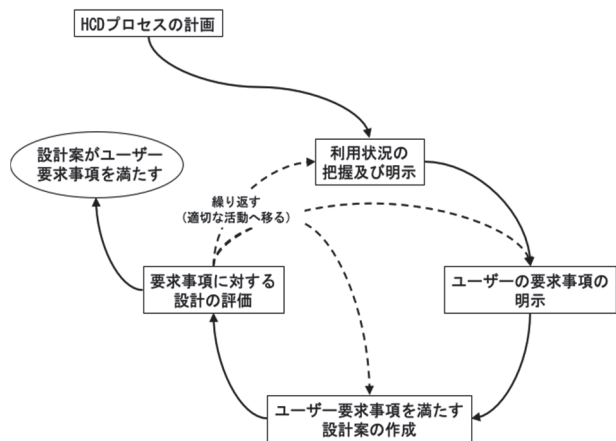 HCDプロセスの計画
利用状況の
把握及び明示
設計案がユーザー
要求事項を満たす
繰り返す
(適切な活動へ移る)
要求事項に対する
設計の評価
ユーザーの要求事項の
明示
ユーザー要求事項を満たす
設計案の作成